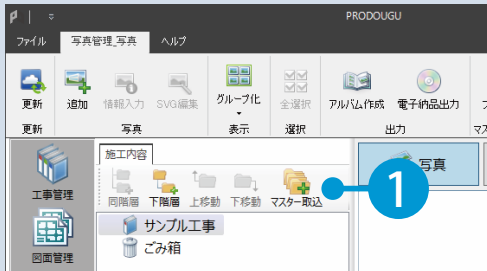 PRODOUGU
ファイル 写真管理_写真 ヘルプ
更新 追加 情報入力 SVG編集 グループ化 全選択 アルバム作成 電子納品出力
更新 写真 表示 選択 出力
施工内容
写真
同階層 下階層 上移動 下移動 マスター取込
1
工事管理
サンプル工事
ごみ箱
図面管理